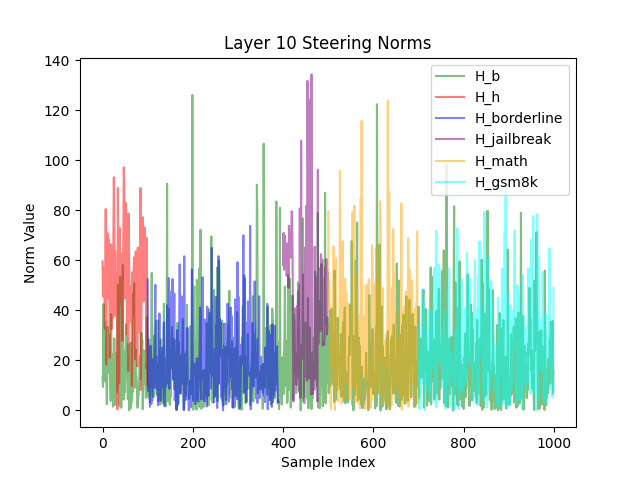 Layer 10 Steering Norms
Norm Value
140
120
100
80
60
40
20
0
0
200
400
600
800
1000
Sample Index
H_b
H_h
H_borderline
H_jailbreak
H_math
H_gsm8k